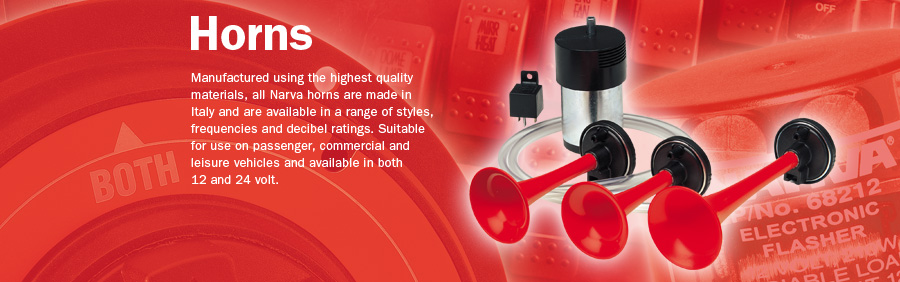 Horns
Manufactured using the highest quality
materials, all Narva horns are made in
Italy and are available in a range of styles,
frequencies and decibel ratings. Suitable
for use on passenger, commercial and
leisure vehicles and available in both
12 and 24 volt.
BOTH
OFF
P/No. 68212
ELECTRONIC
FLASHER